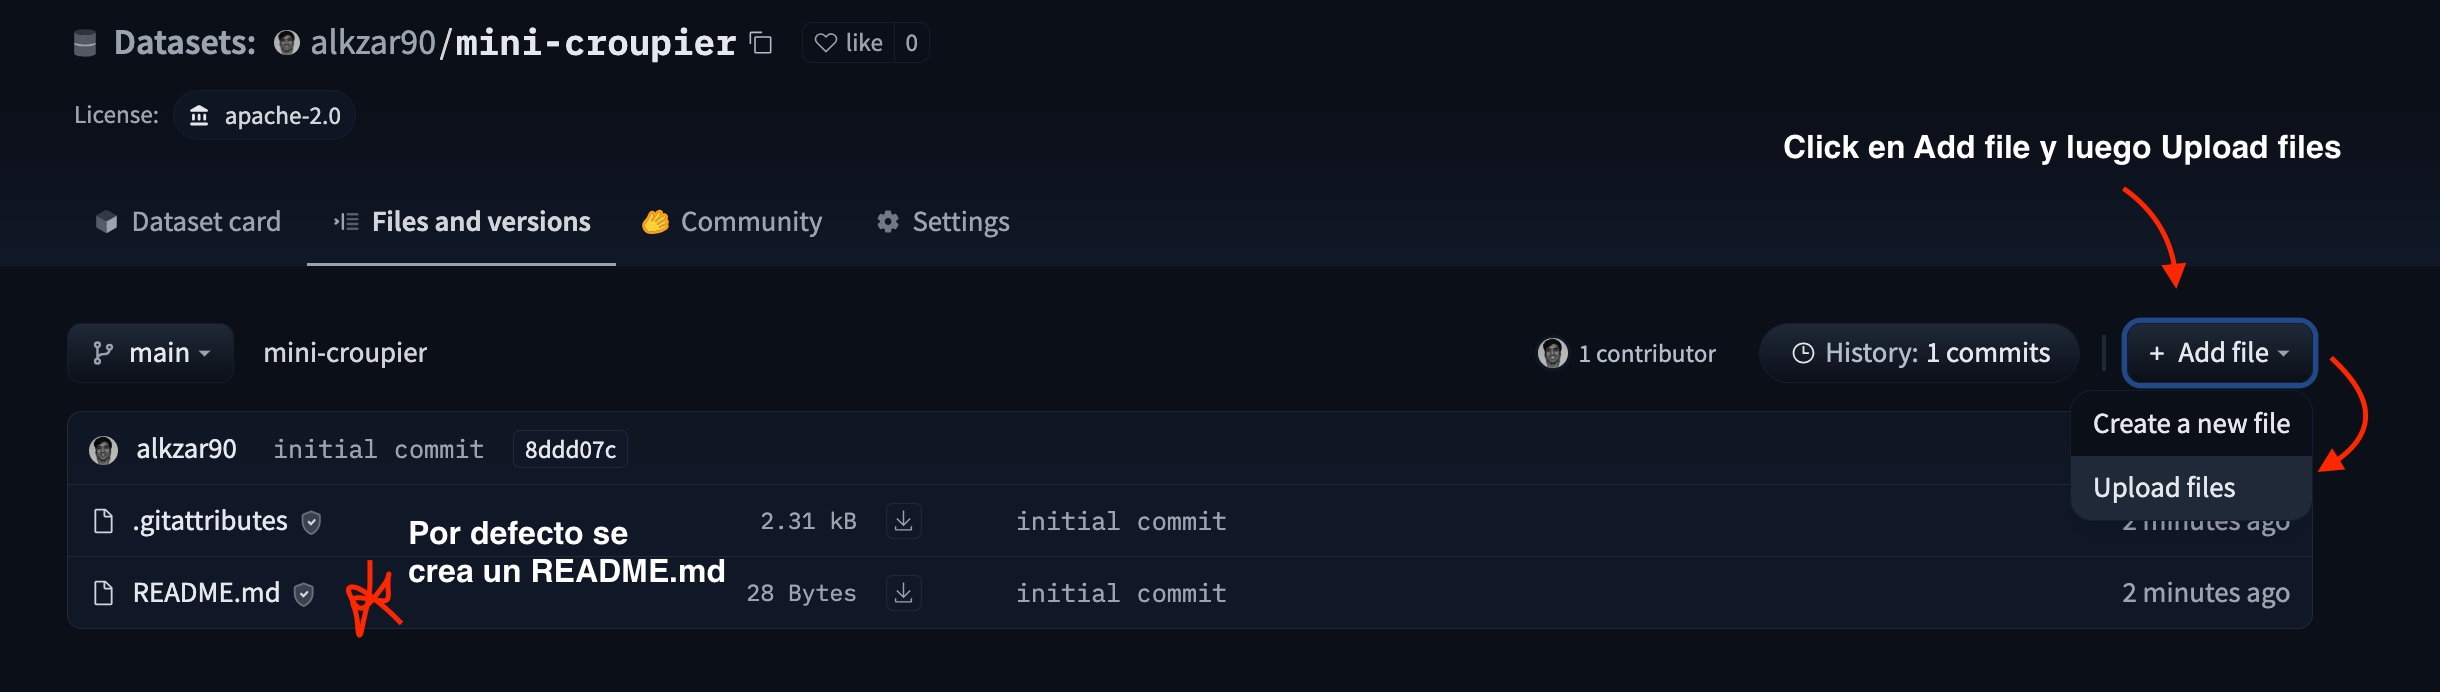 Datasets: alkzar90/mini-croupier like 0
License: apache-2.0
Click en Add file y luego Upload files
Dataset card Files and versions Community Settings
main mini-croupier 1 contributor History: 1 commits + Add file
Create a new file
Upload files
alkzar90 initial commit 8ddd07c
.gitattributes 2.31 kB initial commit 2 minutes ago
Por defecto se
crea un README.md
README.md 28 Bytes initial commit 2 minutes ago